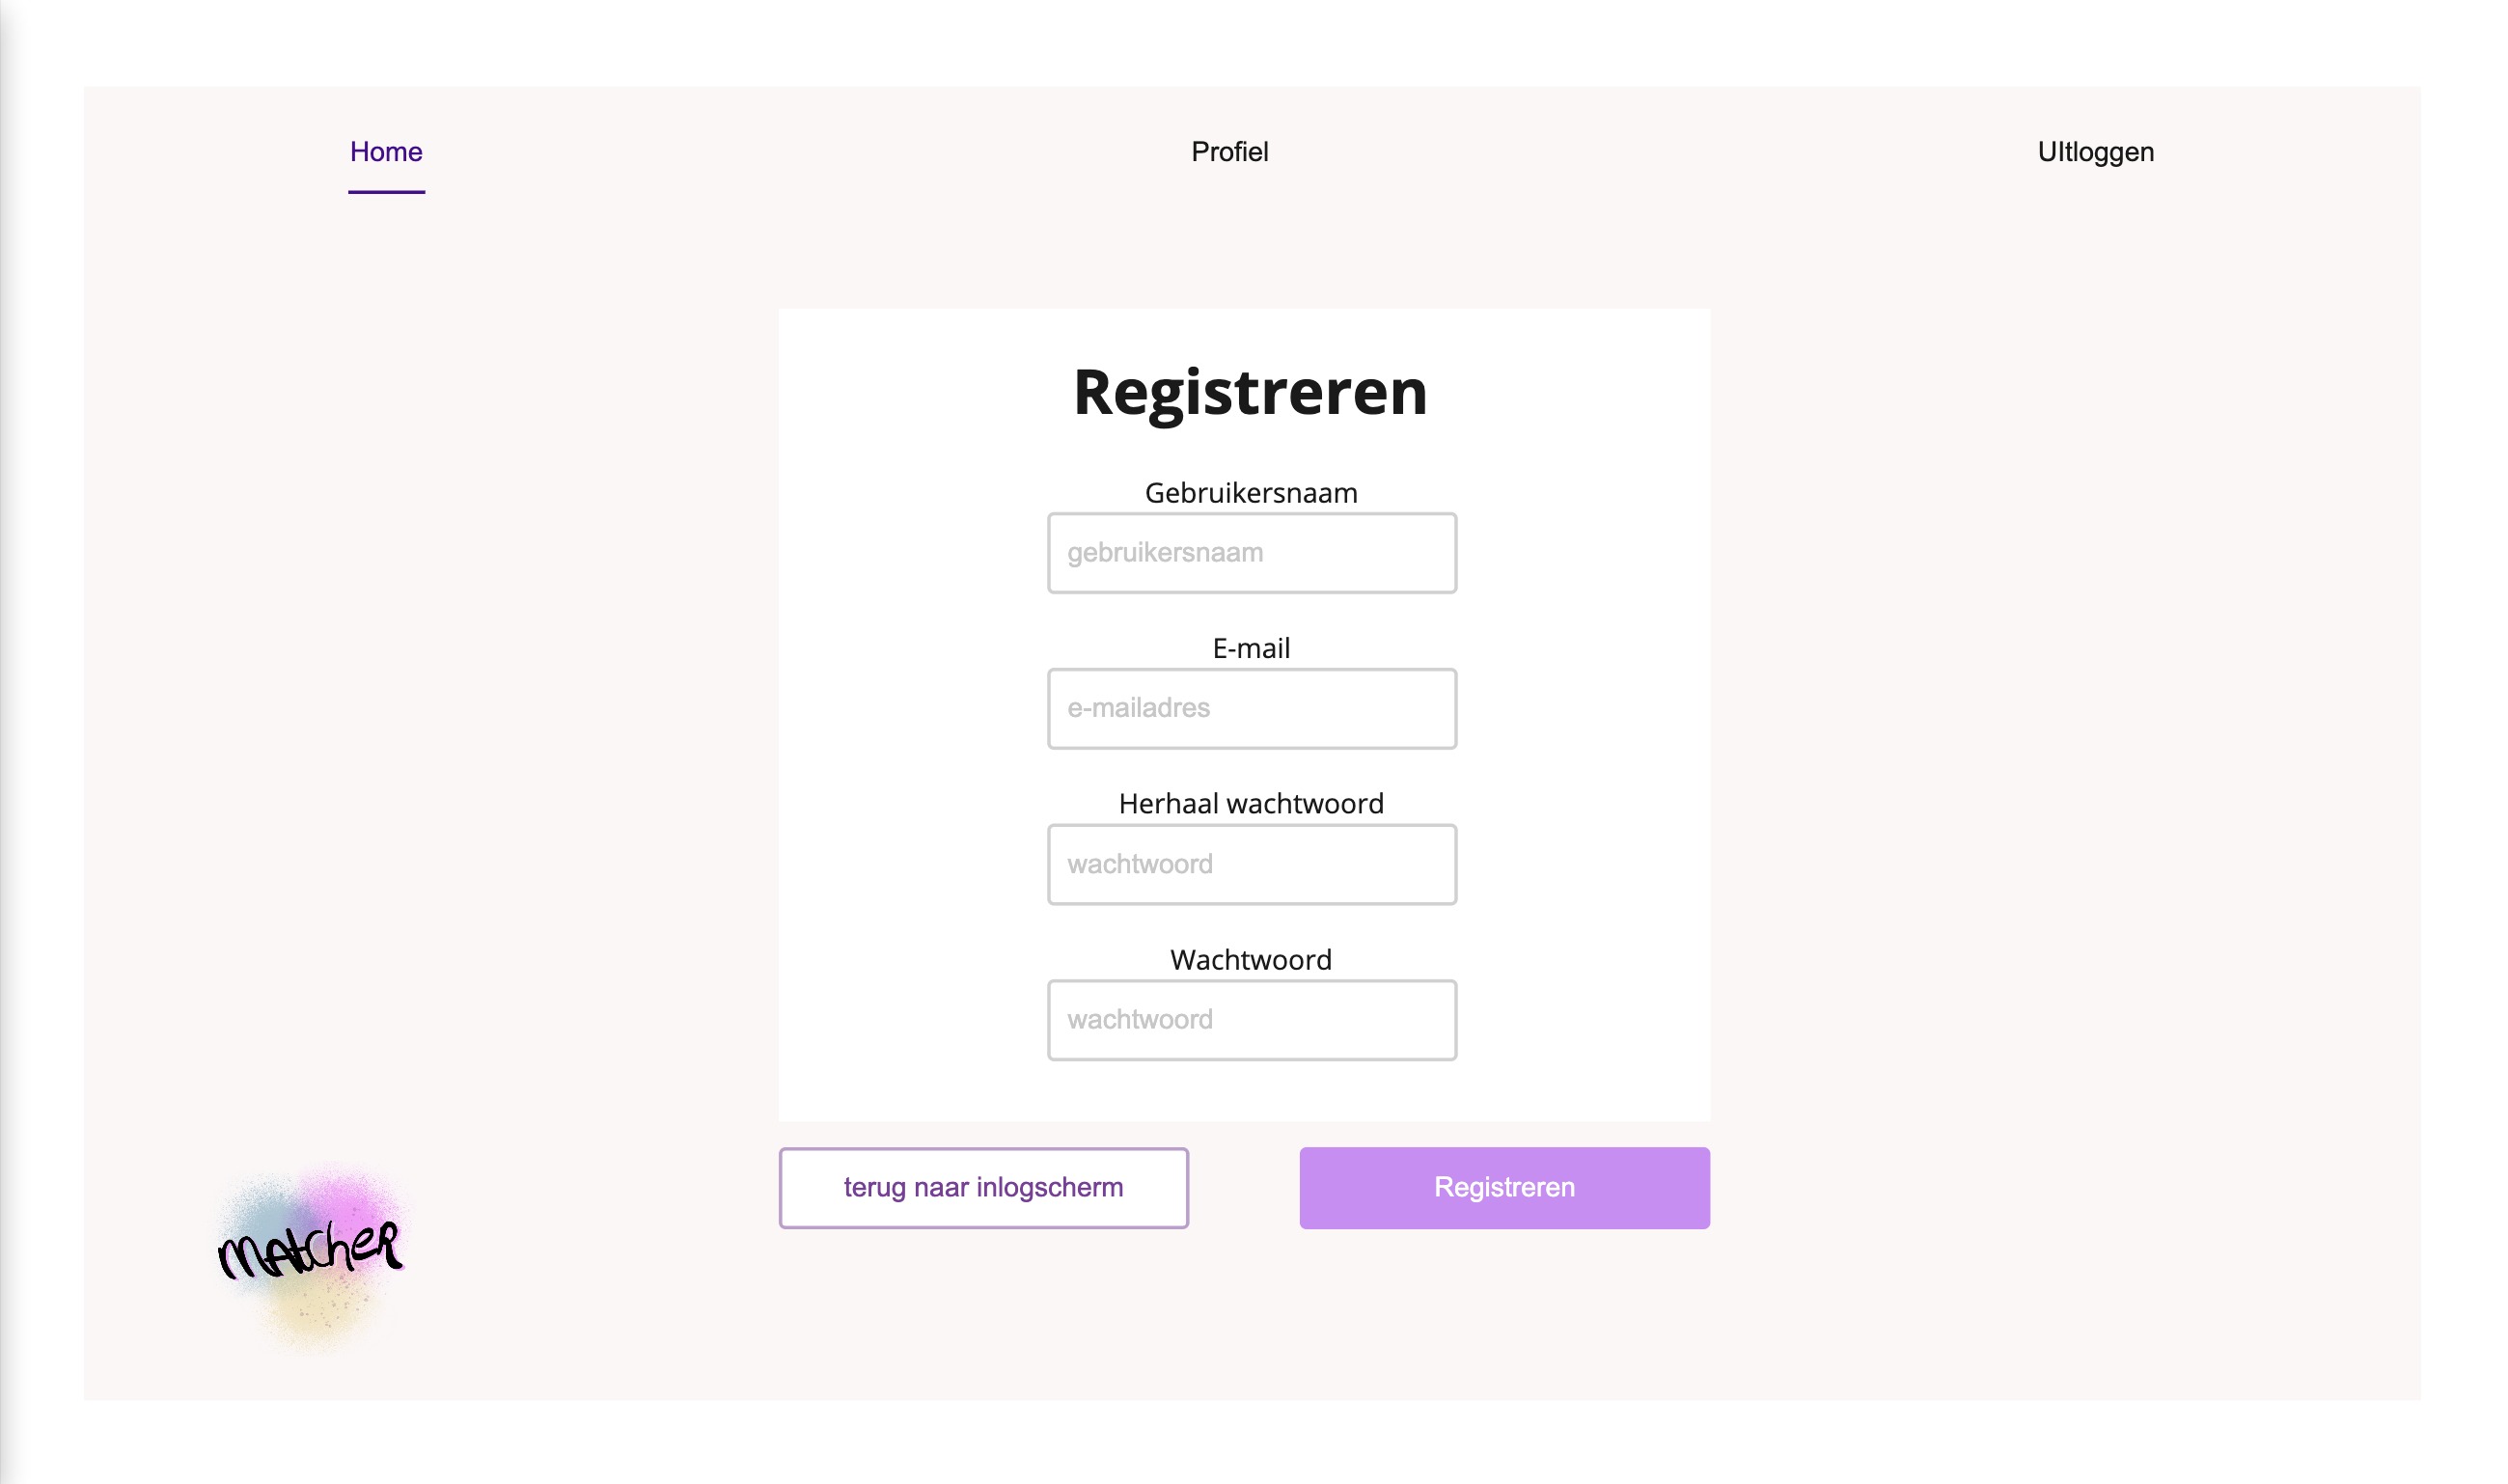 Home
Profiel
UItloggen
Registreren
Gebruikersnaam
gebruikersnaam
E-mail
e-mailadres
Herhaal wachtwoord
wachtwoord
Wachtwoord
wachtwoord
terug naar inlogscherm
Registreren
MAtcheR